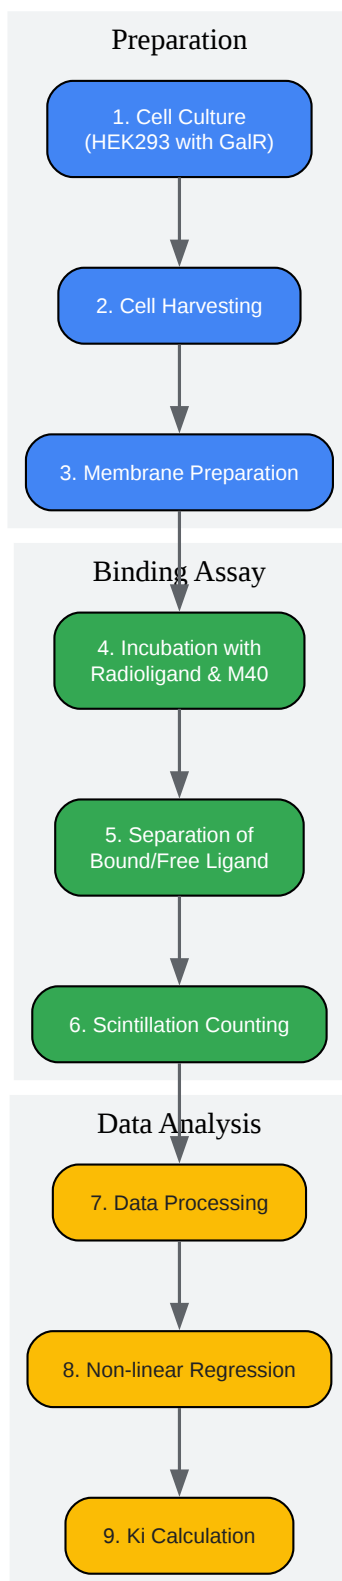 Preparation
1. Cell Culture
(HEK293 with GalR)
2. Cell Harvesting
3. Membrane Preparation
Binding Assay
4. Incubation with
Radioligand & M40
5. Separation of
Bound/Free Ligand
6. Scintillation Counting
Data Analysis
7. Data Processing
8. Non-linear Regression
9. Ki Calculation